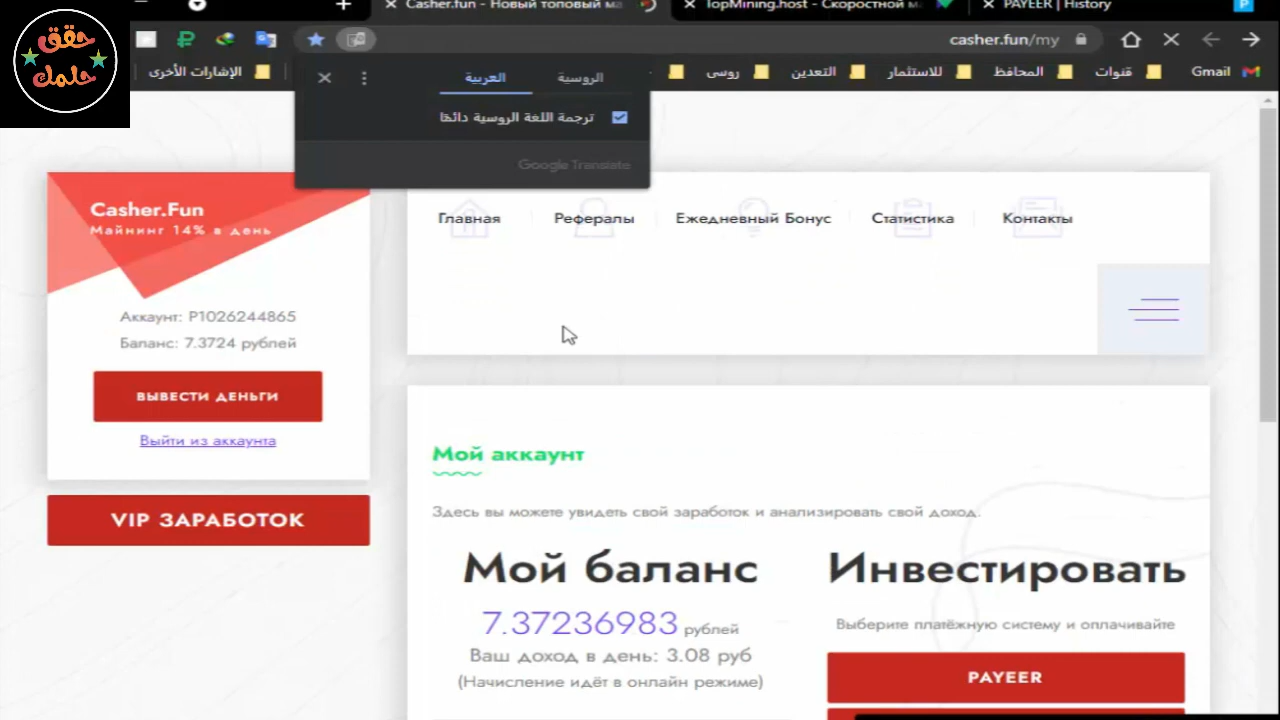 حقق
حلمك
Casher.fun - Новый топовый ма
TopMining.host - Скоростной м
PAYEER | History
casher.fun/my
الإشارات الأخرى
روسى
التعدين
للاستثمار
المحافظ
قنوات
Gmail
العربية
الروسية
ترجمة اللغة الروسية دائمًا
Google Translate
Casher.Fun
Майнинг 14% в день
Аккаунт: P1026244865
Баланс: 7.3724 рублей
ВЫВЕСТИ ДЕНЬГИ
Выйти из аккаунта
VIP ЗАРАБОТОК
Главная
Рефералы
Ежедневный Бонус
Статистика
Контакты
Мой аккаунт
Здесь вы можете увидеть свой заработок и анализировать свой доход.
Мой баланс
7.37236983 рублей
Ваш доход в день: 3.08 руб
(Начисление идёт в онлайн режиме)
Инвестировать
Выберите платёжную систему и оплачивайте
PAYEER